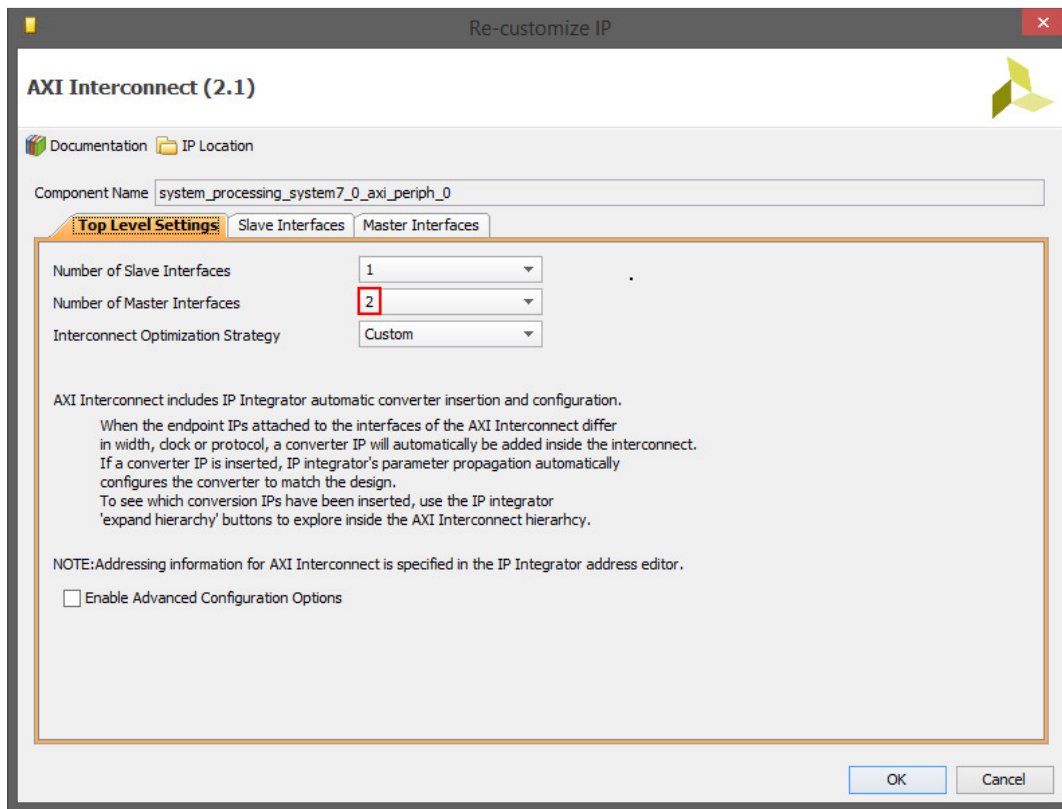 Re-customize IP
AXI Interconnect (2.1)
Documentation IP Location
Component Name system_processing_system7_0_axi_periph_0
Top Level Settings Slave Interfaces Master Interfaces
Number of Slave Interfaces 1
Number of Master Interfaces 2
Interconnect Optimization Strategy Custom
AXI Interconnect includes IP Integrator automatic converter insertion and configuration.
When the endpoint IPs attached to the interfaces of the AXI Interconnect differ
in width, clock or protocol, a converter IP will automatically be added inside the interconnect.
If a converter IP is inserted, IP integrator's parameter propagation automatically
configures the converter to match the design.
To see which conversion IPs have been inserted, use the IP integrator
'expand hierarchy' buttons to explore inside the AXI Interconnect hierarhcy.
NOTE:Addressing information for AXI Interconnect is specified in the IP Integrator address editor.
Enable Advanced Configuration Options
OK Cancel